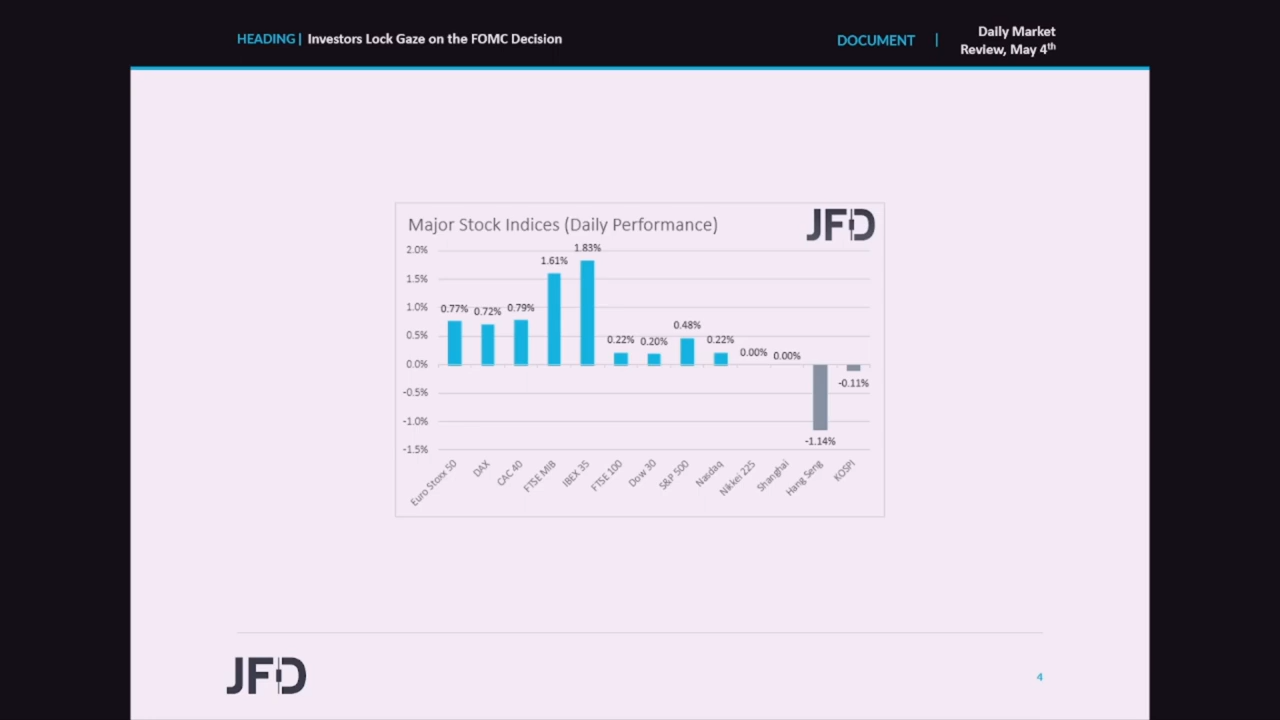 HEADING | Investors Lock Gaze on the FOMC Decision
DOCUMENT |
Daily Market
Review, May 4th
Major Stock Indices (Daily Performance)
JFD
2.0%
1.5%
1.0%
0.5%
0.0%
-0.5%
-1.0%
-1.5%
0.77%
0.72%
0.79%
1.61%
1.83%
0.22%
0.20%
0.48%
0.22%
0.00%
0.00%
-1.14%
-0.11%
Euro Stoxx 50
DAX
CAC 40
FTSE MIB
IBEX 35
FTSE 100
Dow 30
S&P 500
Nasdaq
Nikkei 225
Shanghai
Hang Seng
KOSPI
JFD
4